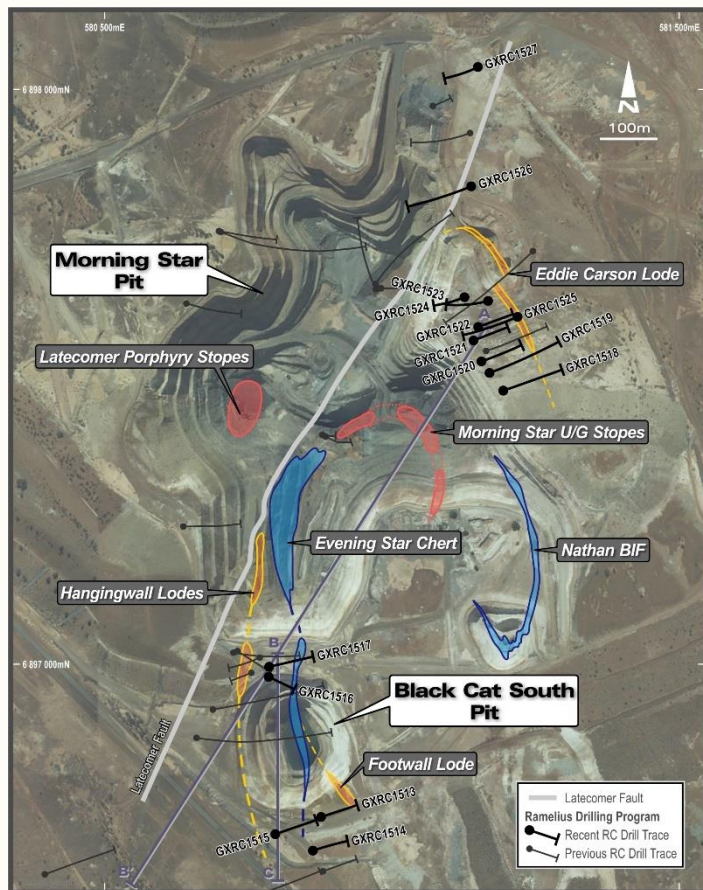 580 500mE
581 500mE
GXRC1527
6 898 000mN
N
100m
GXRC1526
Morning Star
Pit
Eddie Carson Lode
GXRC1523
GXRC1524
A
GXRC1525
GXRC1522
GXRC1519
GXRC1521
GXRC1518
GXRC1520
Latecomer Porphyry Stopes
Morning Star U/G Stopes
Evening Star Chert
Nathan BIF
Hangingwall Lodes
B
GXRC1517
6 897 000mN
C
GXRC1516
Black Cat South
Pit
Latecomer Fault
Footwall Lode
GXRC1513
GXRC1515
GXRC1514
B'
C'
Latecomer Fault
Ramelius Drilling Program
Recent RC Drill Trace
Previous RC Drill Trace